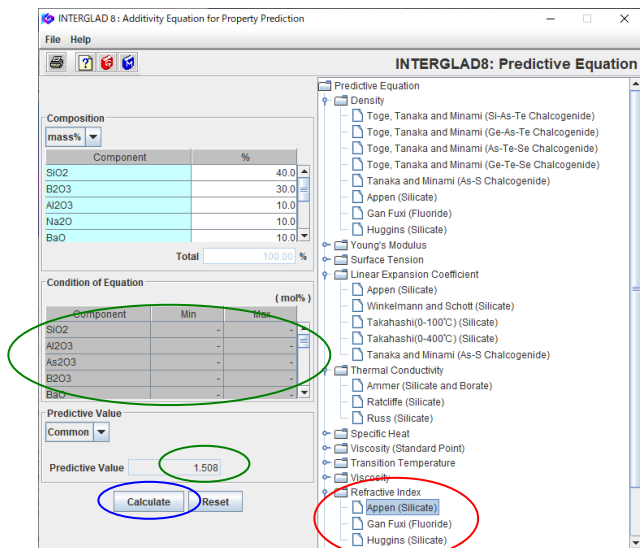 INTERGLAD 8 : Additivity Equation for Property Prediction
File Help
INTERGLAD8: Predictive Equation
Composition
mass%
Component %
SiO2 40.0
B2O3 30.0
Al2O3 10.0
Na2O 10.0
BaO 10.0
Total 100.00 %
Condition of Equation
( mol% )
Component Min Max
SiO2 - -
Al2O3 - -
As2O3 - -
B2O3 - -
BaO - -
Predictive Value
Common
Predictive Value 1.508
Calculate Reset
Predictive Equation
Density
Toge, Tanaka and Minami (Si-As-Te Chalcogenide)
Toge, Tanaka and Minami (Ge-As-Te Chalcogenide)
Toge, Tanaka and Minami (As-Te-Se Chalcogenide)
Toge, Tanaka and Minami (Ge-Te-Se Chalcogenide)
Tanaka and Minami (As-S Chalcogenide)
Appen (Silicate)
Gan Fuxi (Fluoride)
Huggins (Silicate)
Young's Modulus
Surface Tension
Linear Expansion Coefficient
Appen (Silicate)
Winkelmann and Schott (Silicate)
Takahashi(0-100℃) (Silicate)
Takahashi(0-400℃) (Silicate)
Tanaka and Minami (As-S Chalcogenide)
Thermal Conductivity
Ammer (Silicate and Borate)
Ratcliffe (Silicate)
Russ (Silicate)
Specific Heat
Viscosity (Standard Point)
Transition Temperature
Viscosity
Refractive Index
Appen (Silicate)
Gan Fuxi (Fluoride)
Huggins (Silicate)